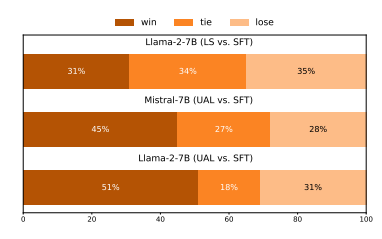 win tie lose
Llama-2-7B (LS vs. SFT)
31% 34% 35%
Mistral-7B (UAL vs. SFT)
45% 27% 28%
Llama-2-7B (UAL vs. SFT)
51% 18% 31%
0 20 40 60 80 100